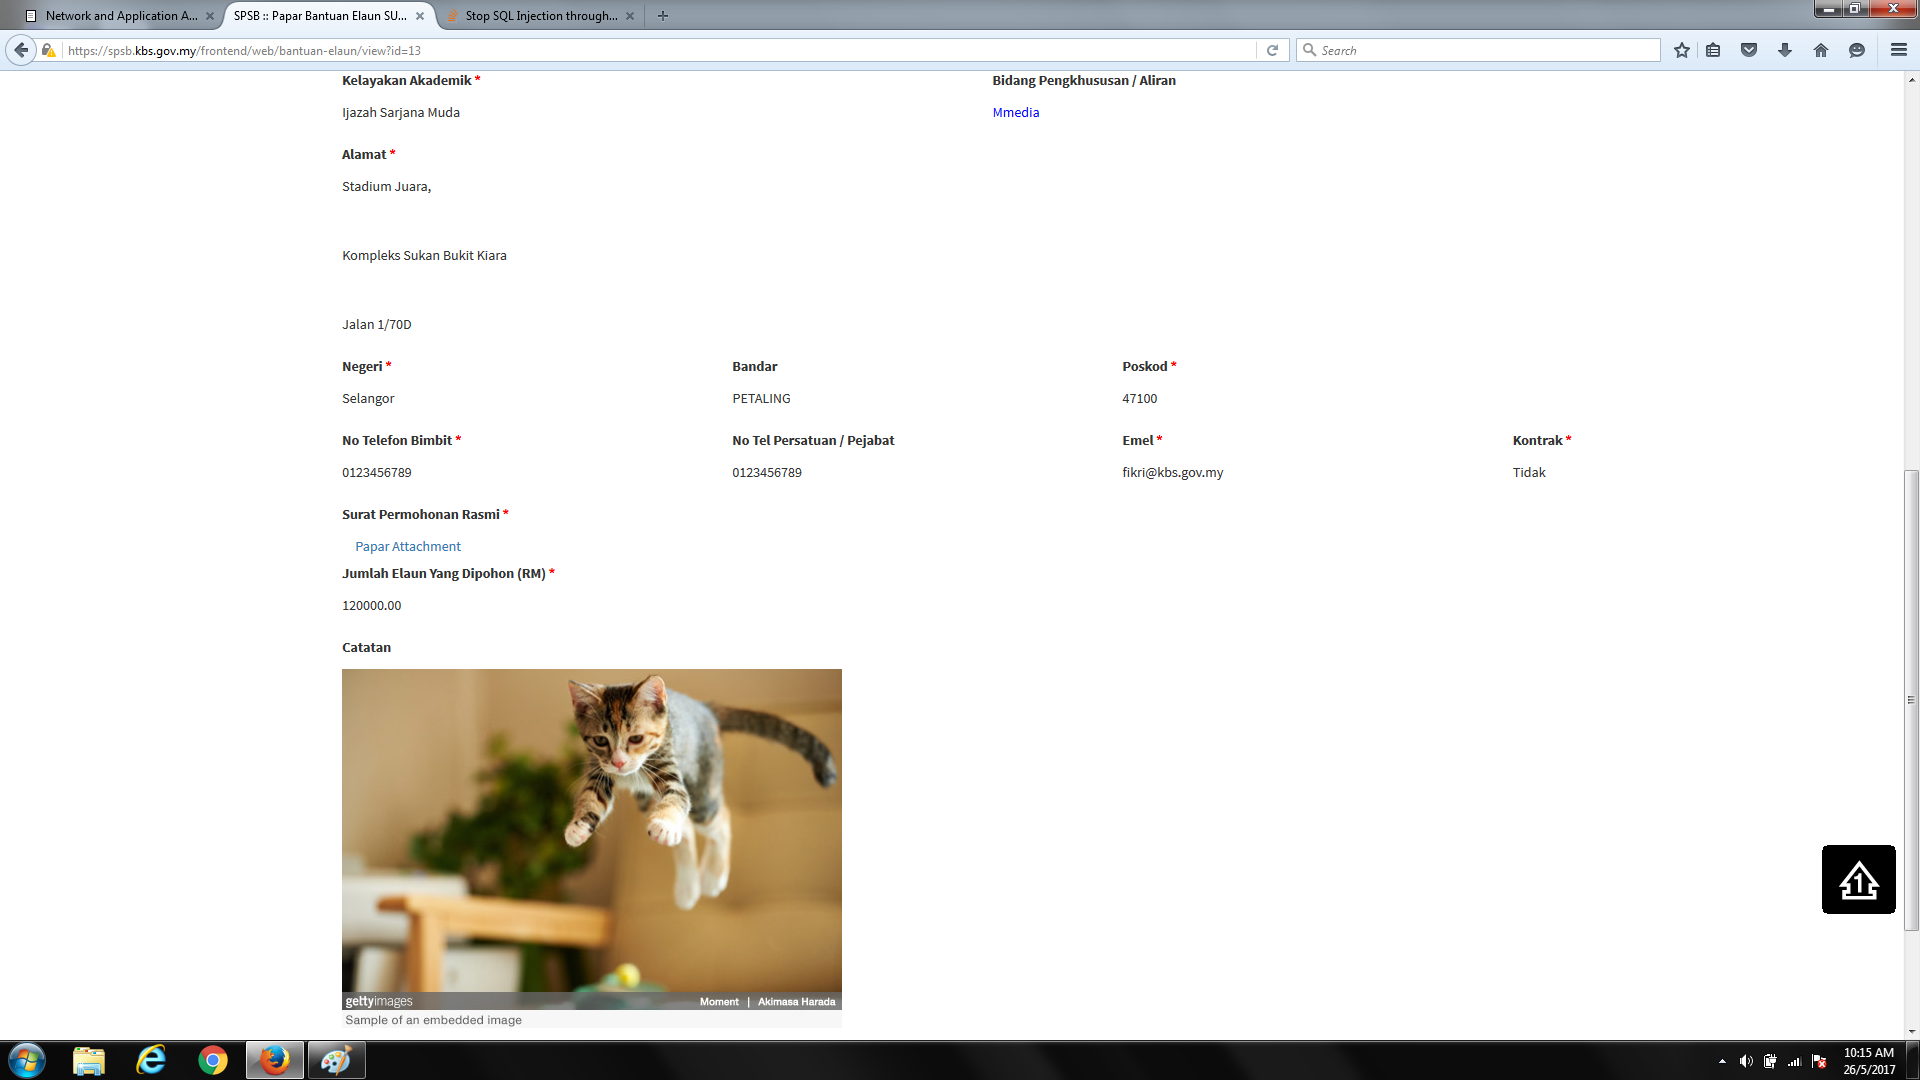 Network and Application A...
SPSB :: Papar Bantuan Elaun SU...
Stop SQL Injection through...
https://spsb.kbs.gov.my/frontend/web/bantuan-elaun/view?id=13
Search
Kelayakan Akademik *
Bidang Pengkhususan / Aliran
Ijazah Sarjana Muda
Mmedia
Alamat *
Stadium Juara,
Kompleks Sukan Bukit Kiara
Jalan 1/70D
Negeri *
Bandar
Poskod *
Selangor
PETALING
47100
No Telefon Bimbit *
No Tel Persatuan / Pejabat
Emel *
Kontrak *
0123456789
0123456789
fikri@kbs.gov.my
Tidak
Surat Permohonan Rasmi *
Papar Attachment
Jumlah Elaun Yang Dipohon (RM) *
120000.00
Catatan
gettyimages
Moment | Akimasa Harada
Sample of an embedded image
1
10:15 AM
26/5/2017